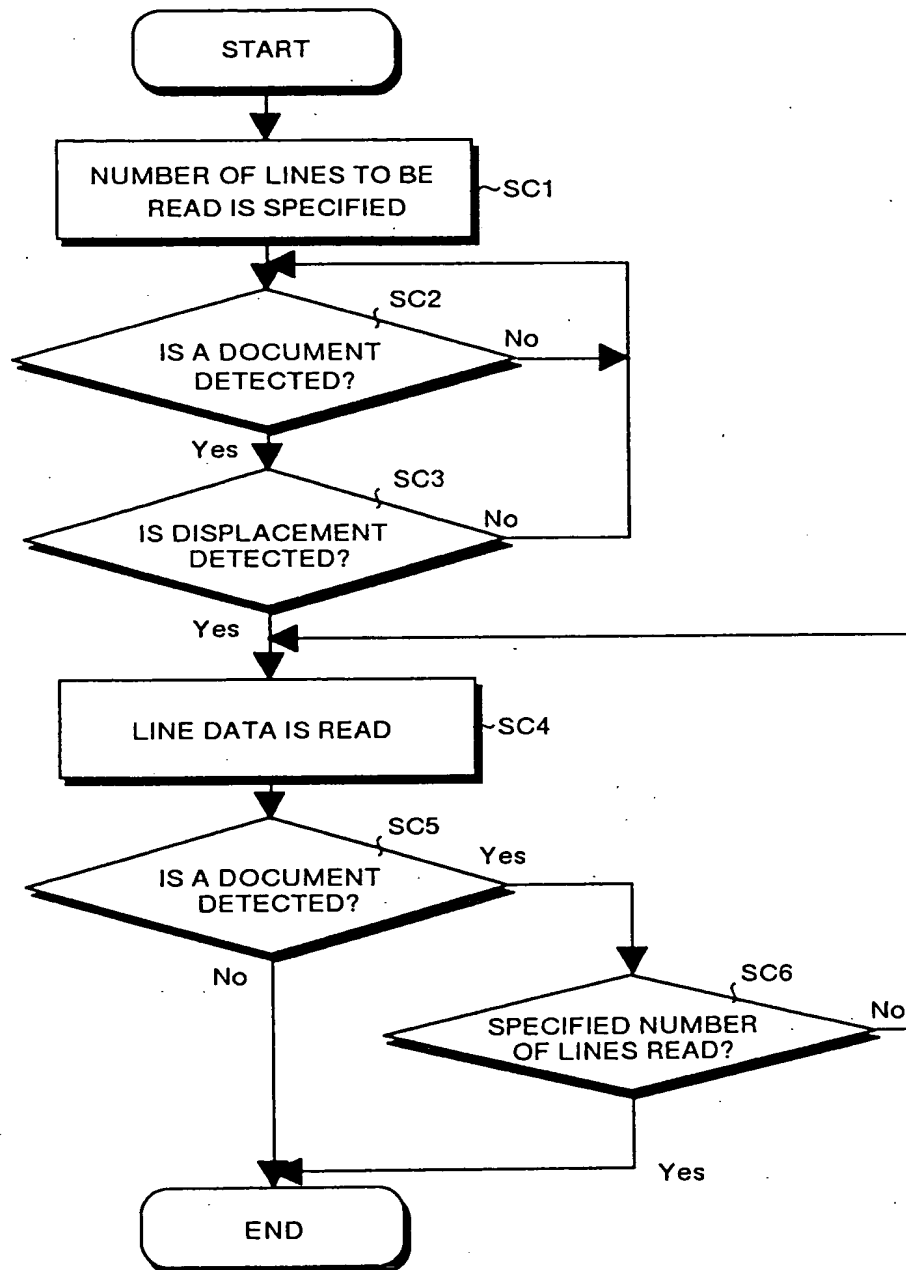 START
NUMBER OF LINES TO BE
READ IS SPECIFIED
SC1
SC2
IS A DOCUMENT
DETECTED?
No
Yes
SC3
IS DISPLACEMENT
DETECTED?
No
Yes
LINE DATA IS READ
SC4
SC5
IS A DOCUMENT
DETECTED?
Yes
No
SC6
SPECIFIED NUMBER
OF LINES READ?
No
Yes
END